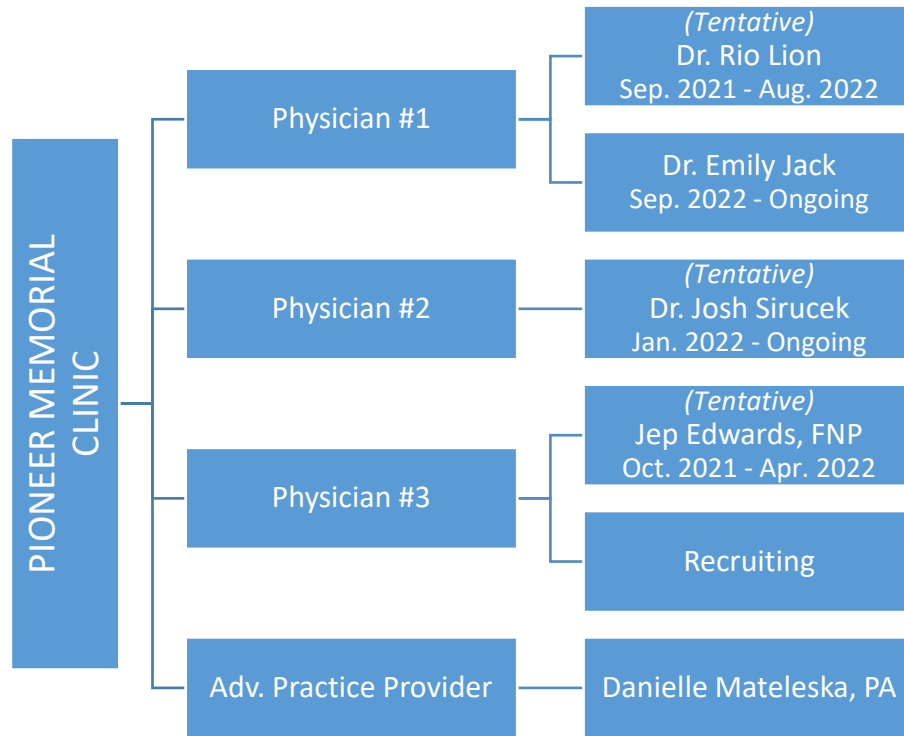 PIONEER MEMORIAL
CLINIC
Physician #1
(Tentative)
Dr. Rio Lion
Sep. 2021 - Aug. 2022
Dr. Emily Jack
Sep. 2022 - Ongoing
Physician #2
(Tentative)
Dr. Josh Sirucek
Jan. 2022 - Ongoing
Physician #3
(Tentative)
Jep Edwards, FNP
Oct. 2021 - Apr. 2022
Recruiting
Adv. Practice Provider
Danielle Mateleska, PA